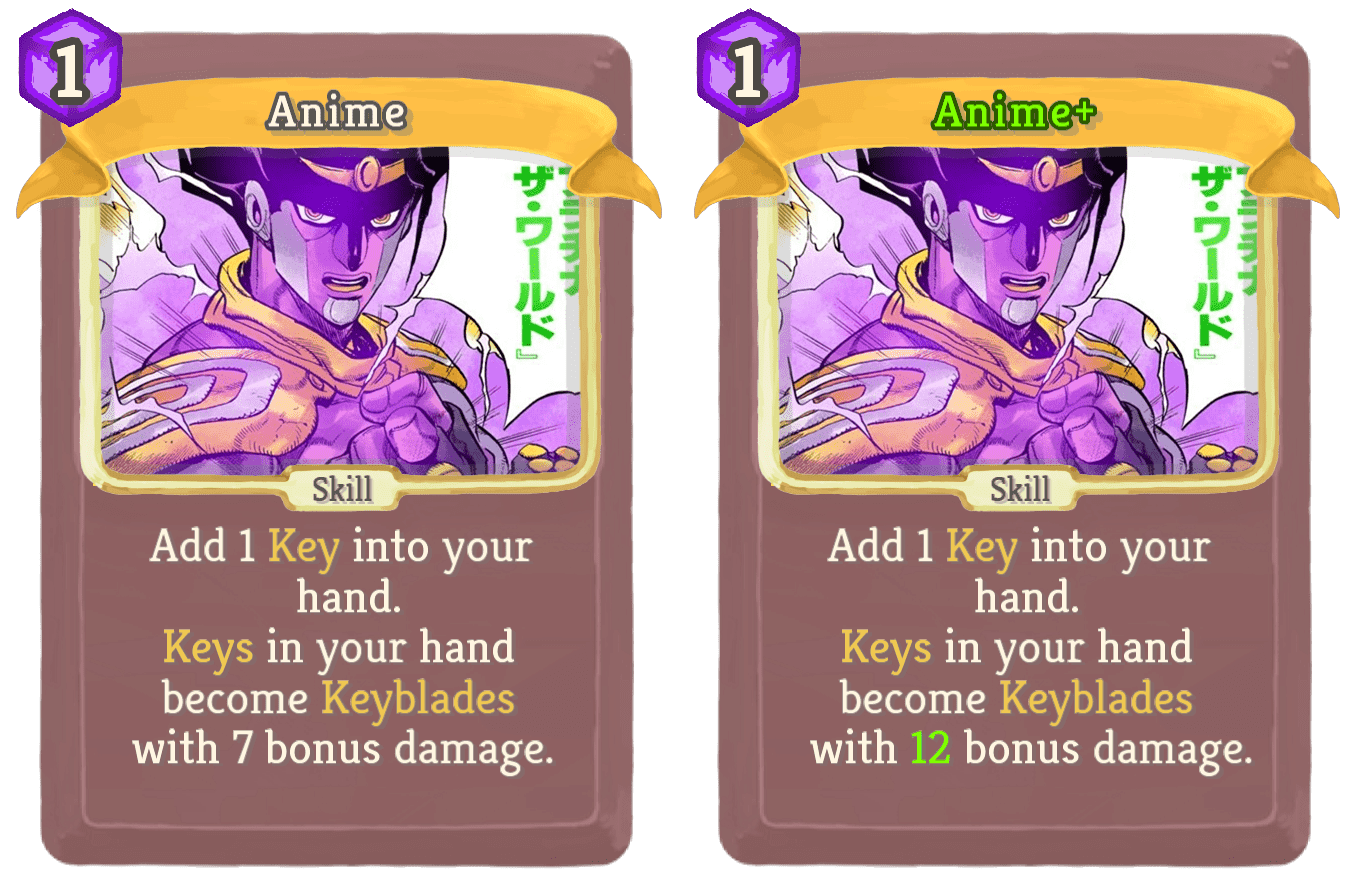 1
Anime
ザ・ワールド』
Skill
Add 1 Key into your
hand.
Keys in your hand
become Keyblades
with 7 bonus damage.
1
Anime+
ザ・ワールド』
Skill
Add 1 Key into your
hand.
Keys in your hand
become Keyblades
with 12 bonus damage.